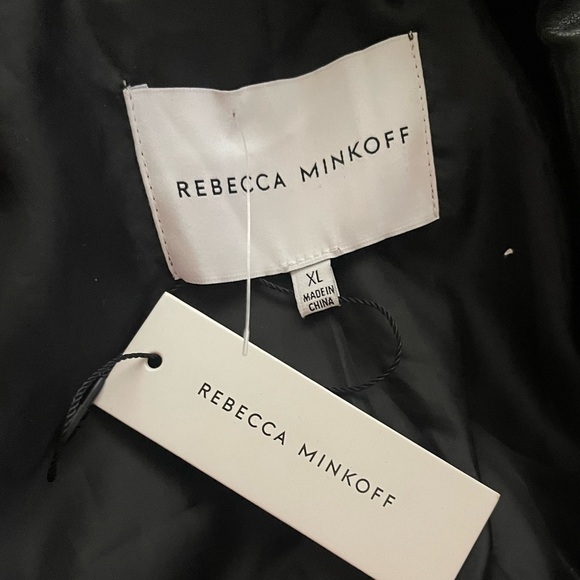 REBECCA MINKOFF
XL
MADE IN
CHINA
REBECCA MINKOFF